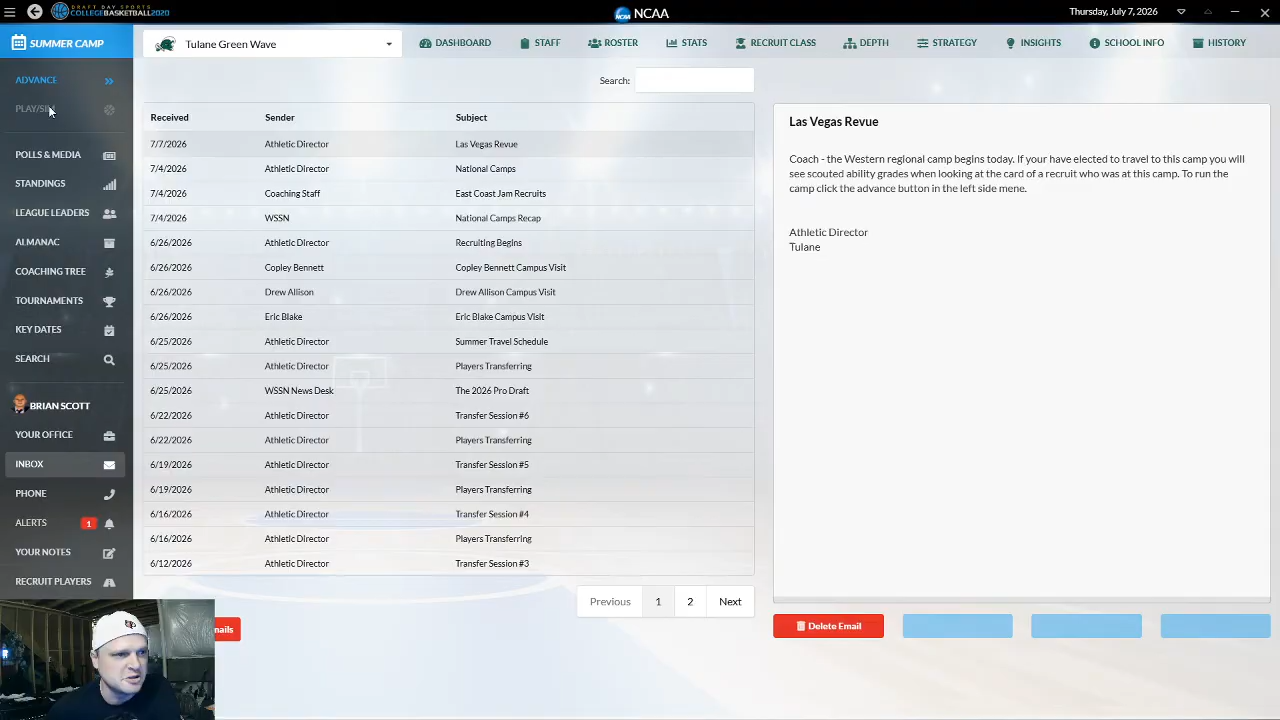 DRAFT DAY SPORTS
COLLEGEBASKETBALL2020
NCAA
Thursday, July 7, 2026
SUMMER CAMP
Tulane Green Wave
DASHBOARD
STAFF
ROSTER
STATS
RECRUIT CLASS
DEPTH
STRATEGY
INSIGHTS
SCHOOL INFO
HISTORY
ADVANCE
PLAY/SIM
POLLS & MEDIA
STANDINGS
LEAGUE LEADERS
ALMANAC
COACHING TREE
TOURNAMENTS
KEY DATES
SEARCH
BRIAN SCOTT
YOUR OFFICE
INBOX
PHONE
ALERTS 1
YOUR NOTES
RECRUIT PLAYERS
Search:
Received Sender Subject
7/7/2026 Athletic Director Las Vegas Revue
7/4/2026 Athletic Director National Camps
7/4/2026 Coaching Staff East Coast Jam Recruits
7/4/2026 WSSN National Camps Recap
6/26/2026 Athletic Director Recruiting Begins
6/26/2026 Copley Bennett Copley Bennett Campus Visit
6/26/2026 Drew Allison Drew Allison Campus Visit
6/26/2026 Eric Blake Eric Blake Campus Visit
6/25/2026 Athletic Director Summer Travel Schedule
6/25/2026 Athletic Director Players Transferring
6/25/2026 WSSN News Desk The 2026 Pro Draft
6/22/2026 Athletic Director Transfer Session #6
6/22/2026 Athletic Director Players Transferring
6/19/2026 Athletic Director Transfer Session #5
6/19/2026 Athletic Director Players Transferring
6/16/2026 Athletic Director Transfer Session #4
6/16/2026 Athletic Director Players Transferring
6/12/2026 Athletic Director Transfer Session #3
Previous 1 2 Next
Las Vegas Revue
Coach - the Western regional camp begins today. If your have elected to travel to this camp you will
see scouted ability grades when looking at the card of a recruit who was at this camp. To run the
camp click the advance button in the left side mene.
Athletic Director
Tulane
Delete Email